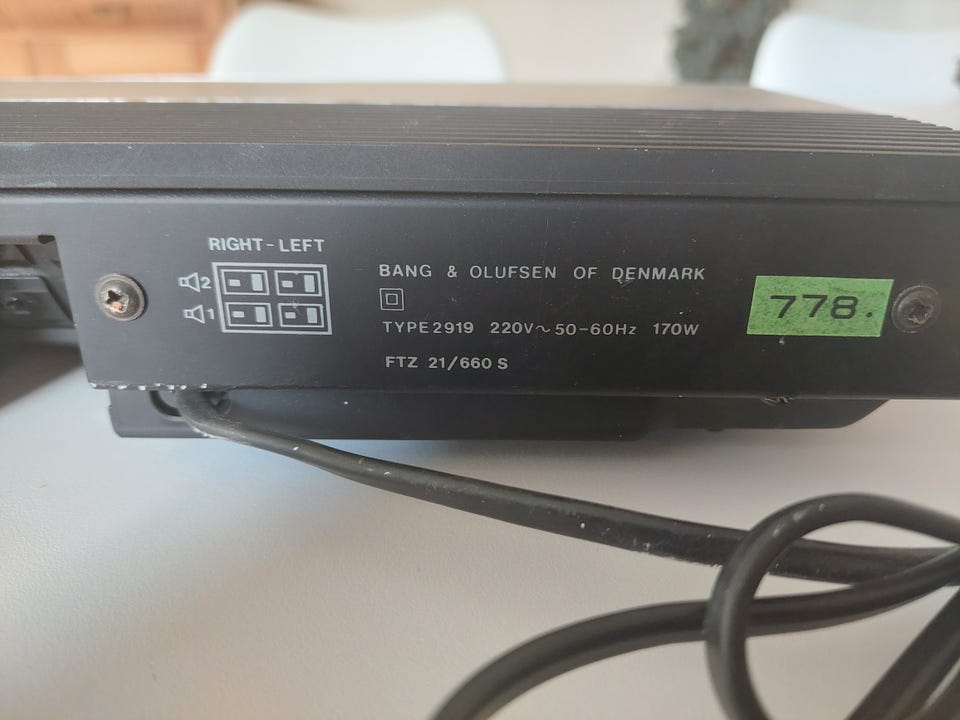 RIGHT-LEFT
2
1
BANG & OLUFSEN OF DENMARK
TYPE 2919 220V~50-60Hz 170W
FTZ 21/660 S
778.